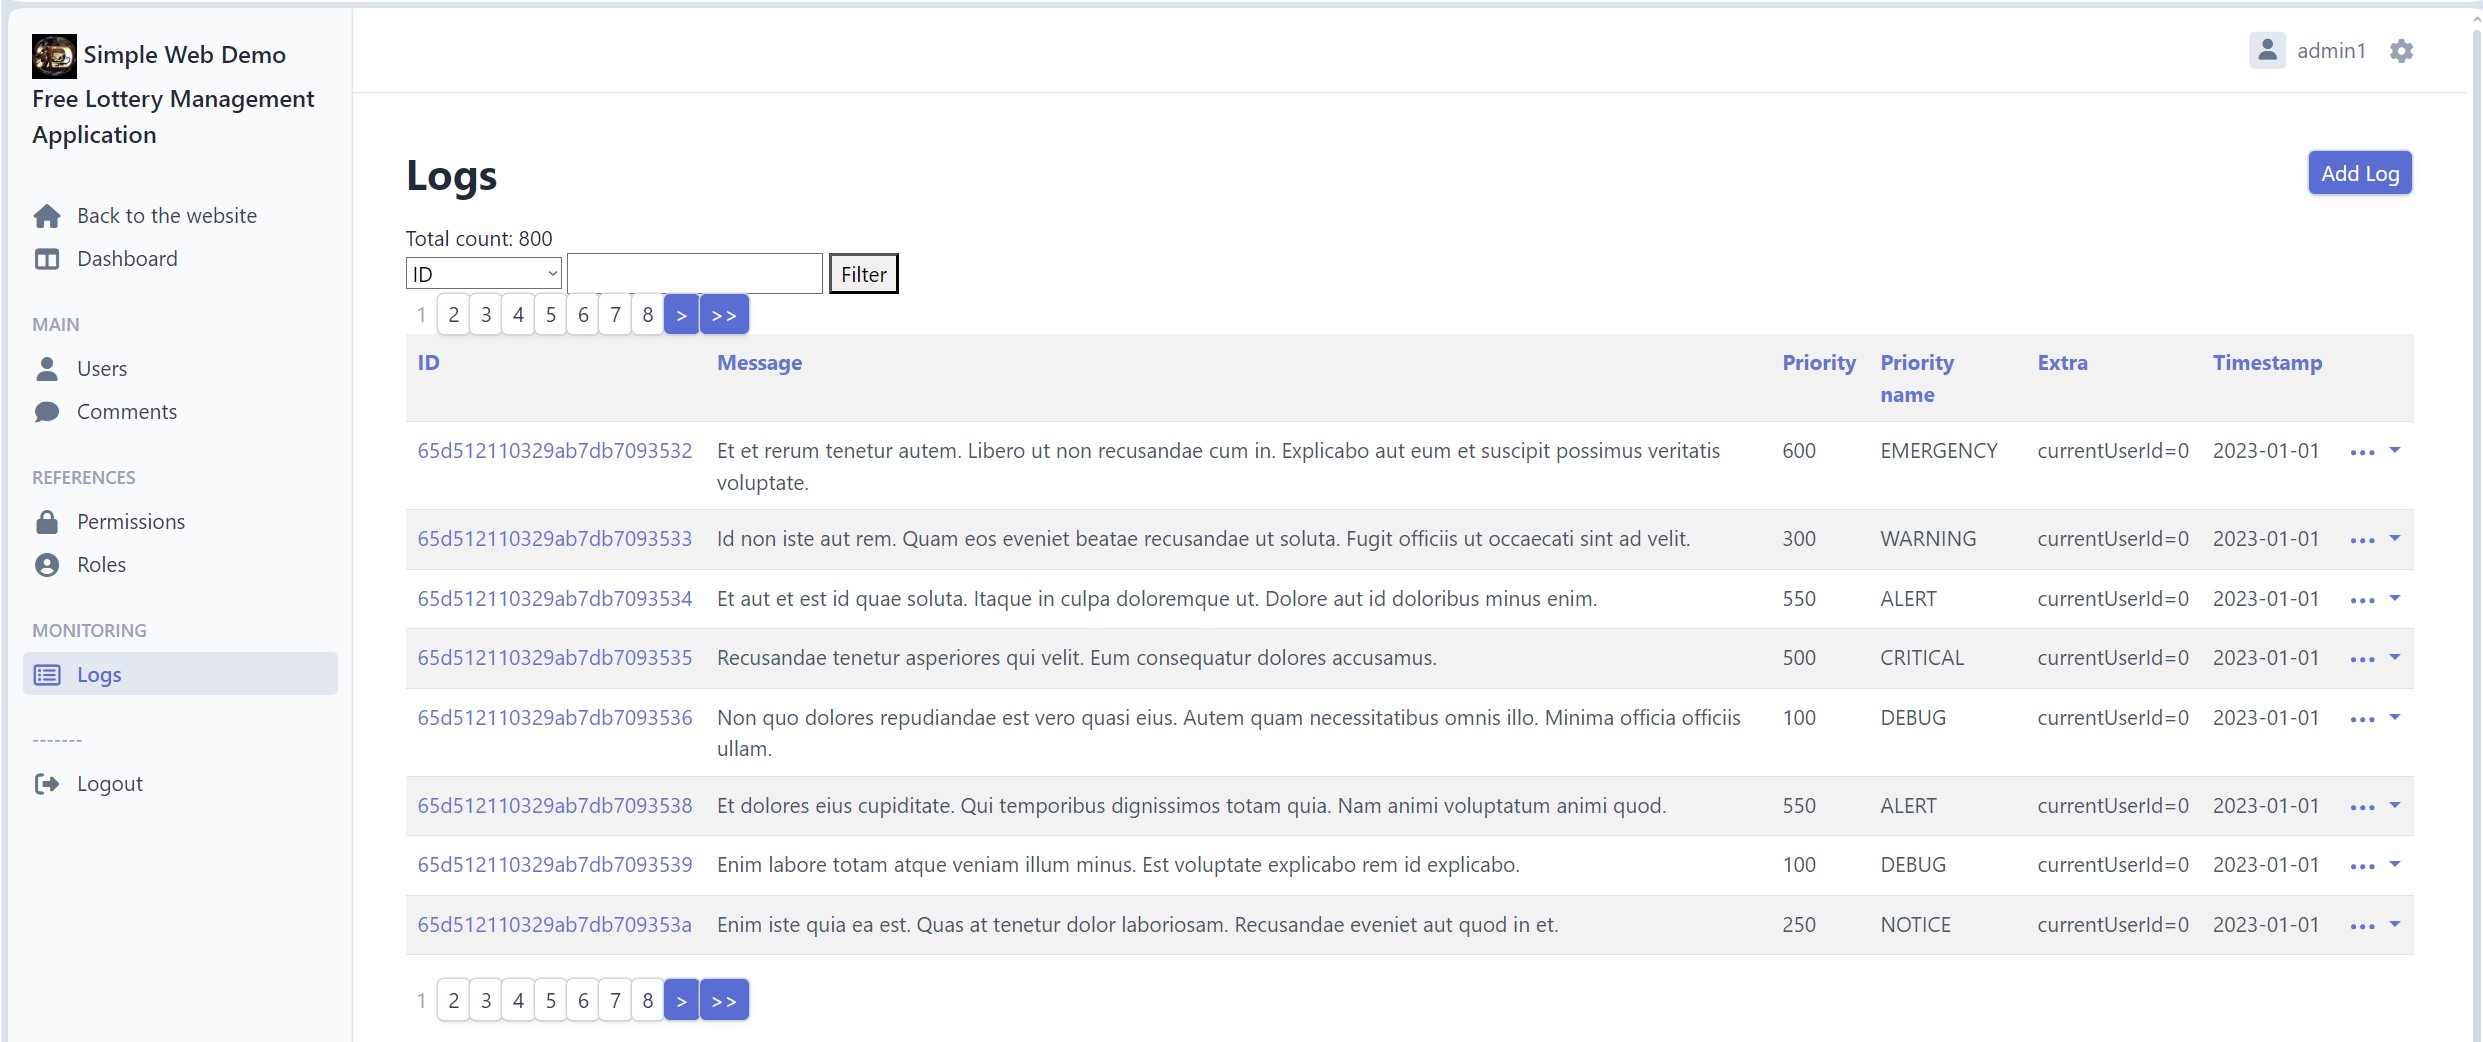 Simple Web Demo
Free Lottery Management
Application
Back to the website
Dashboard
MAIN
Users
Comments
REFERENCES
Permissions
Roles
MONITORING
Logs
-------
Logout
admin1
Logs
Add Log
Total count: 800
ID Filter
1 2 3 4 5 6 7 8 > >>
ID Message Priority Priority name Extra Timestamp
65d512110329ab7db7093532 Et et rerum tenetur autem. Libero ut non recusandae cum in. Explicabo aut eum et suscipit possimus veritatis 600 EMERGENCY currentUserId=0 2023-01-01 ...
voluptate.
65d512110329ab7db7093533 Id non iste aut rem. Quam eos eveniet beatae recusandae ut soluta. Fugit officiis ut occaecati sint ad velit. 300 WARNING currentUserId=0 2023-01-01 ...
65d512110329ab7db7093534 Et aut et est id quae soluta. Itaque in culpa doloremque ut. Dolore aut id doloribus minus enim. 550 ALERT currentUserId=0 2023-01-01 ...
65d512110329ab7db7093535 Recusandae tenetur asperiores qui velit. Eum consequatur dolores accusamus. 500 CRITICAL currentUserId=0 2023-01-01 ...
65d512110329ab7db7093536 Non quo dolores repudiandae est vero quasi eius. Autem quam necessitatibus omnis illo. Minima officia officiis 100 DEBUG currentUserId=0 2023-01-01 ...
ullam.
65d512110329ab7db7093538 Et dolores eius cupiditate. Qui temporibus dignissimos totam quia. Nam animi voluptatum animi quod. 550 ALERT currentUserId=0 2023-01-01 ...
65d512110329ab7db7093539 Enim labore totam atque veniam illum minus. Est voluptate explicabo rem id explicabo. 100 DEBUG currentUserId=0 2023-01-01 ...
65d512110329ab7db709353a Enim iste quia ea est. Quas at tenetur dolor laboriosam. Recusandae eveniet aut quod in et. 250 NOTICE currentUserId=0 2023-01-01 ...
1 2 3 4 5 6 7 8 > >>